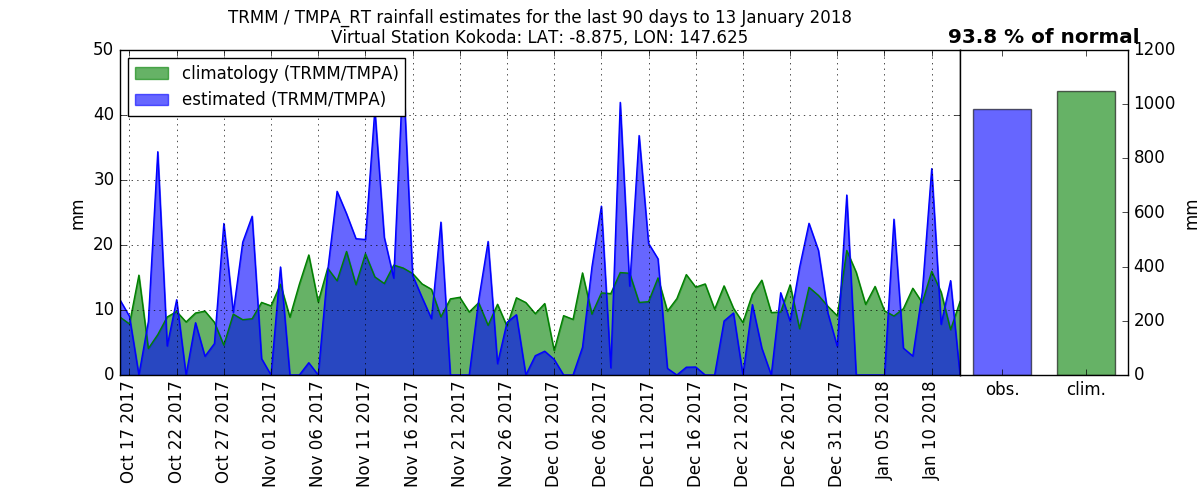 TRMM / TMPA_RT rainfall estimates for the last 90 days to 13 January 2018
Virtual Station Kokoda: LAT: -8.875, LON: 147.625
93.8 % of normal
climatology (TRMM/TMPA)
estimated (TRMM/TMPA)
50
40
30
20
10
0
mm
Oct 17 2017
Oct 22 2017
Oct 27 2017
Nov 01 2017
Nov 06 2017
Nov 11 2017
Nov 16 2017
Nov 21 2017
Nov 26 2017
Dec 01 2017
Dec 06 2017
Dec 11 2017
Dec 16 2017
Dec 21 2017
Dec 26 2017
Dec 31 2017
Jan 05 2018
Jan 10 2018
obs.
clim.
1200
1000
800
600
400
200
0
mm